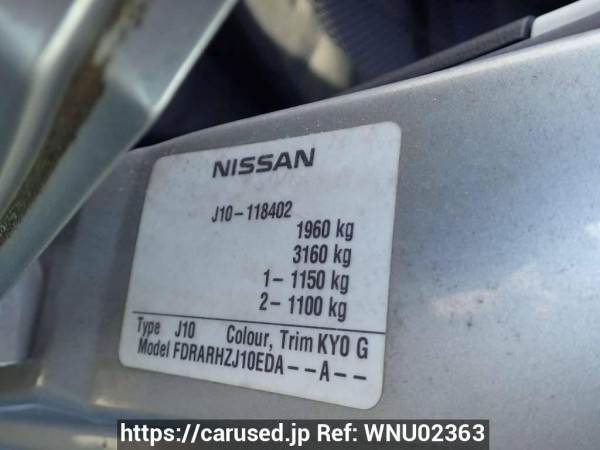 NISSAN
J10-118402
1960 kg
3160 kg
1- 1150 kg
2- 1100 kg
Type J10 Colour, Trim KY0 G
Model FDRARHZJ10EDA--A--
https://carused.jp Ref: WNU02363